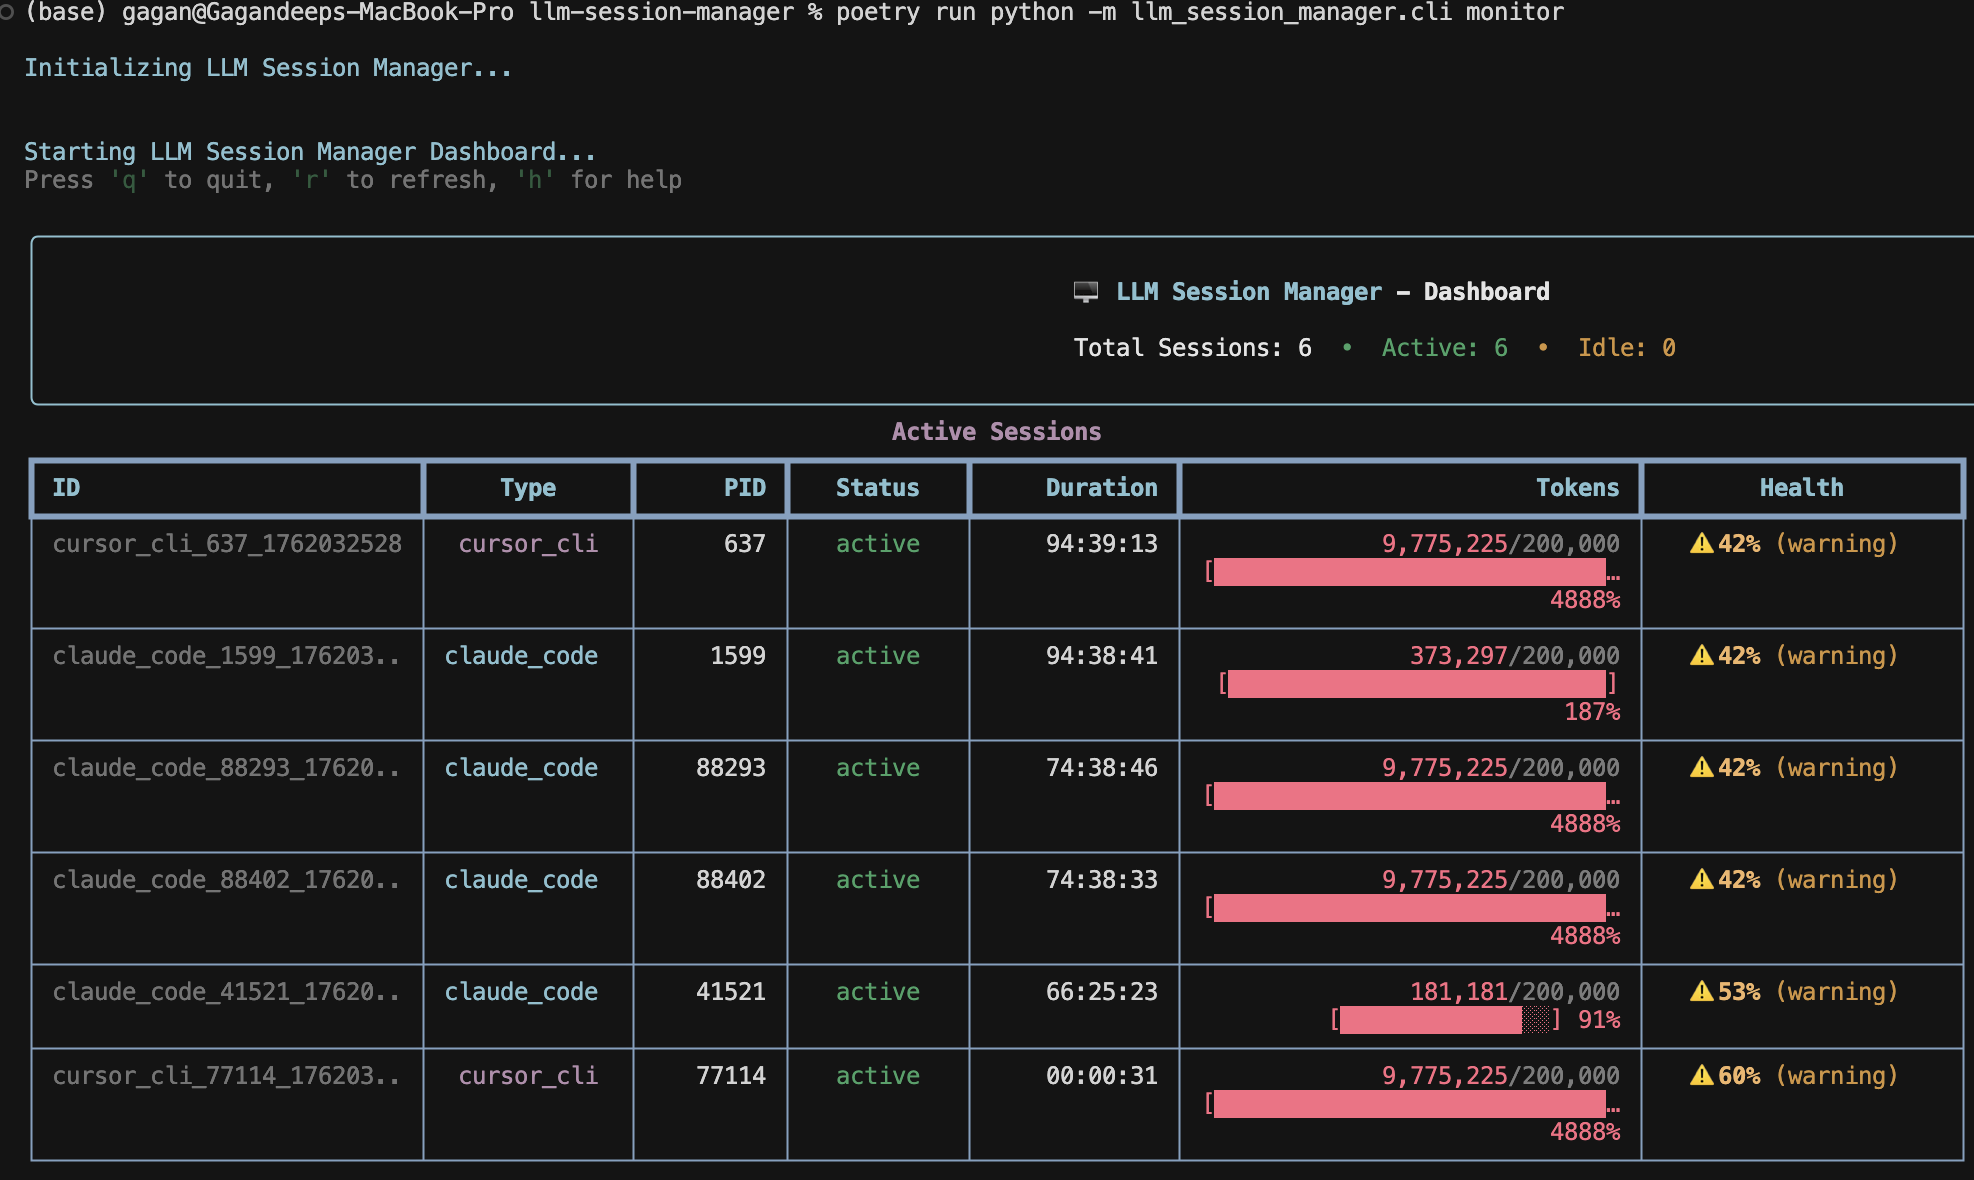 (base) gagan@Gagandeeps-MacBook-Pro llm-session-manager % poetry run python -m llm_session_manager.cli monitor
Initializing LLM Session Manager...
Starting LLM Session Manager Dashboard...
Press 'q' to quit, 'r' to refresh, 'h' for help
🖥 LLM Session Manager - Dashboard
Total Sessions: 6 • Active: 6 • Idle: 0
Active Sessions
ID Type PID Status Duration Tokens Health
cursor_cli_637_1762032528 cursor_cli 637 active 94:39:13 9,775,225/200,000 ⚠️42% (warning)
[…
4888%
claude_code_1599_176203.. claude_code 1599 active 94:38:41 373,297/200,000 ⚠️42% (warning)
[ ]
187%
claude_code_88293_17620.. claude_code 88293 active 74:38:46 9,775,225/200,000 ⚠️42% (warning)
[…
4888%
claude_code_88402_17620.. claude_code 88402 active 74:38:33 9,775,225/200,000 ⚠️42% (warning)
[…
4888%
claude_code_41521_17620.. claude_code 41521 active 66:25:23 181,181/200,000 ⚠️53% (warning)
[ ] 91%
cursor_cli_77114_176203.. cursor_cli 77114 active 00:00:31 9,775,225/200,000 ⚠️60% (warning)
[…
4888%